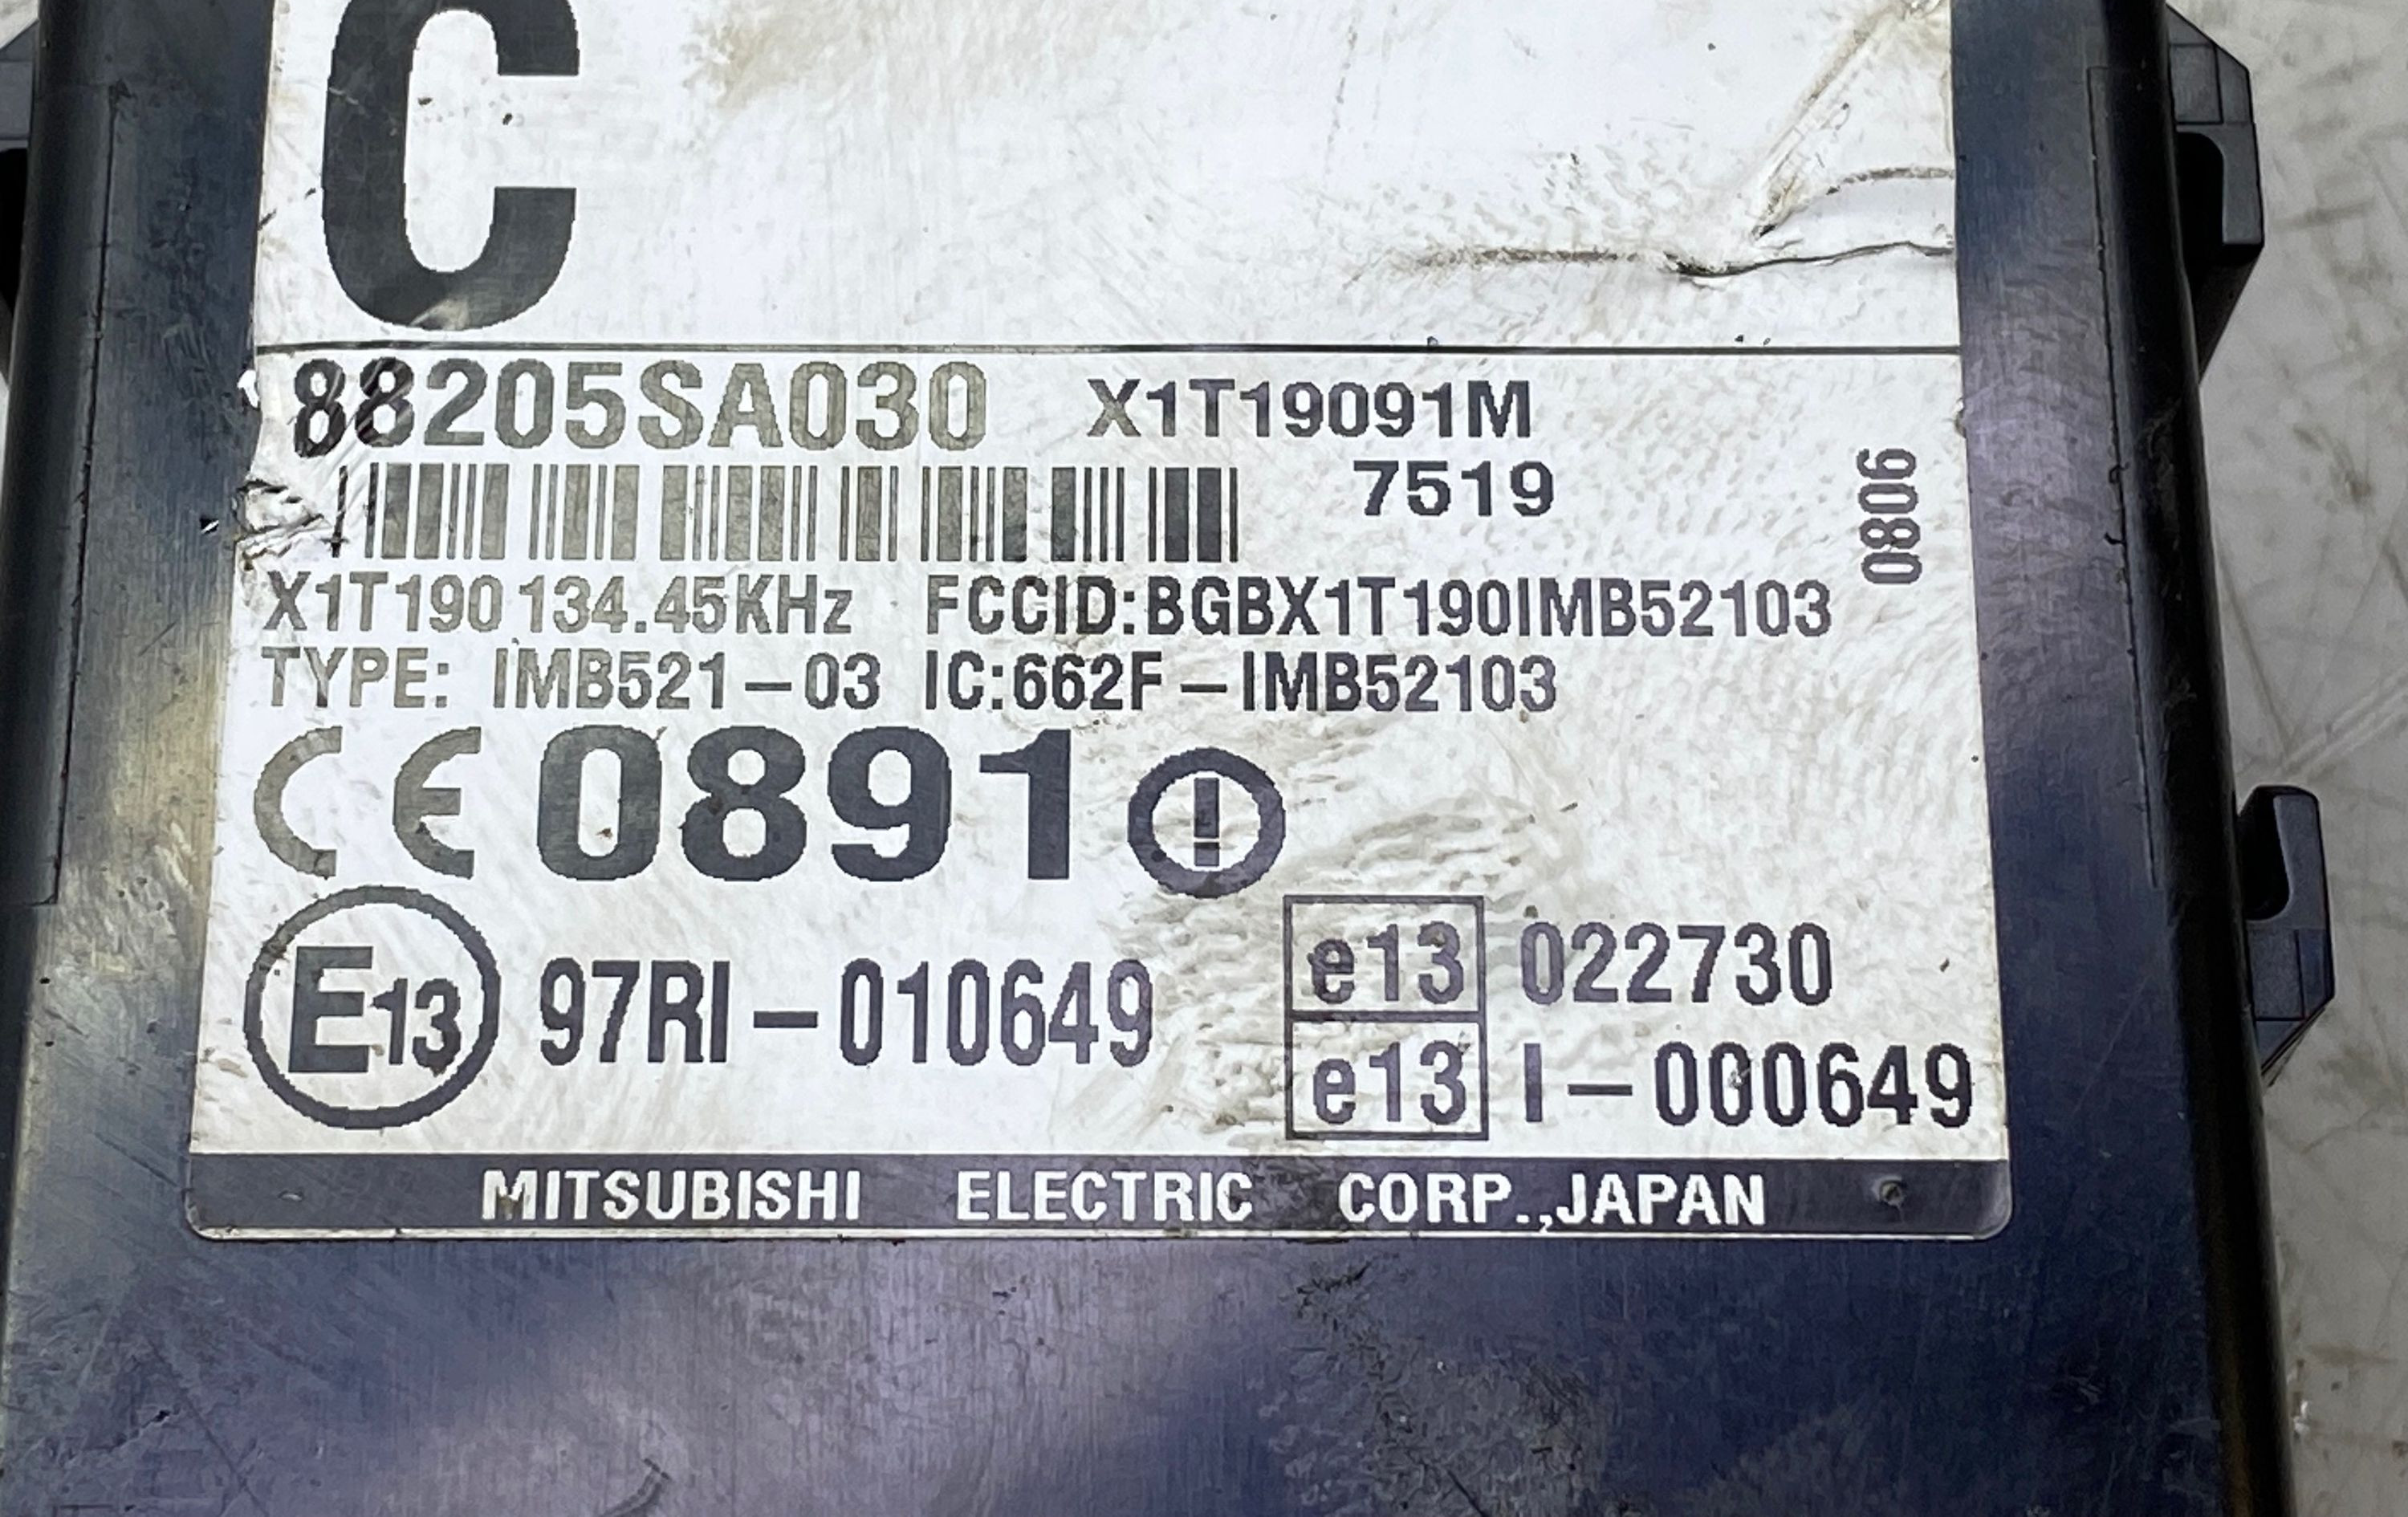 C
88205SA030 X1T19091M
7519
0806
X1T190 134.45KHz FCCID:BGBX1T190IMB52103
TYPE: IMB521-03 IC:662F-IMB52103
CE 0891
E13 97RI-010649
e13 022730
e13 I-000649
MITSUBISHI ELECTRIC CORP.,JAPAN